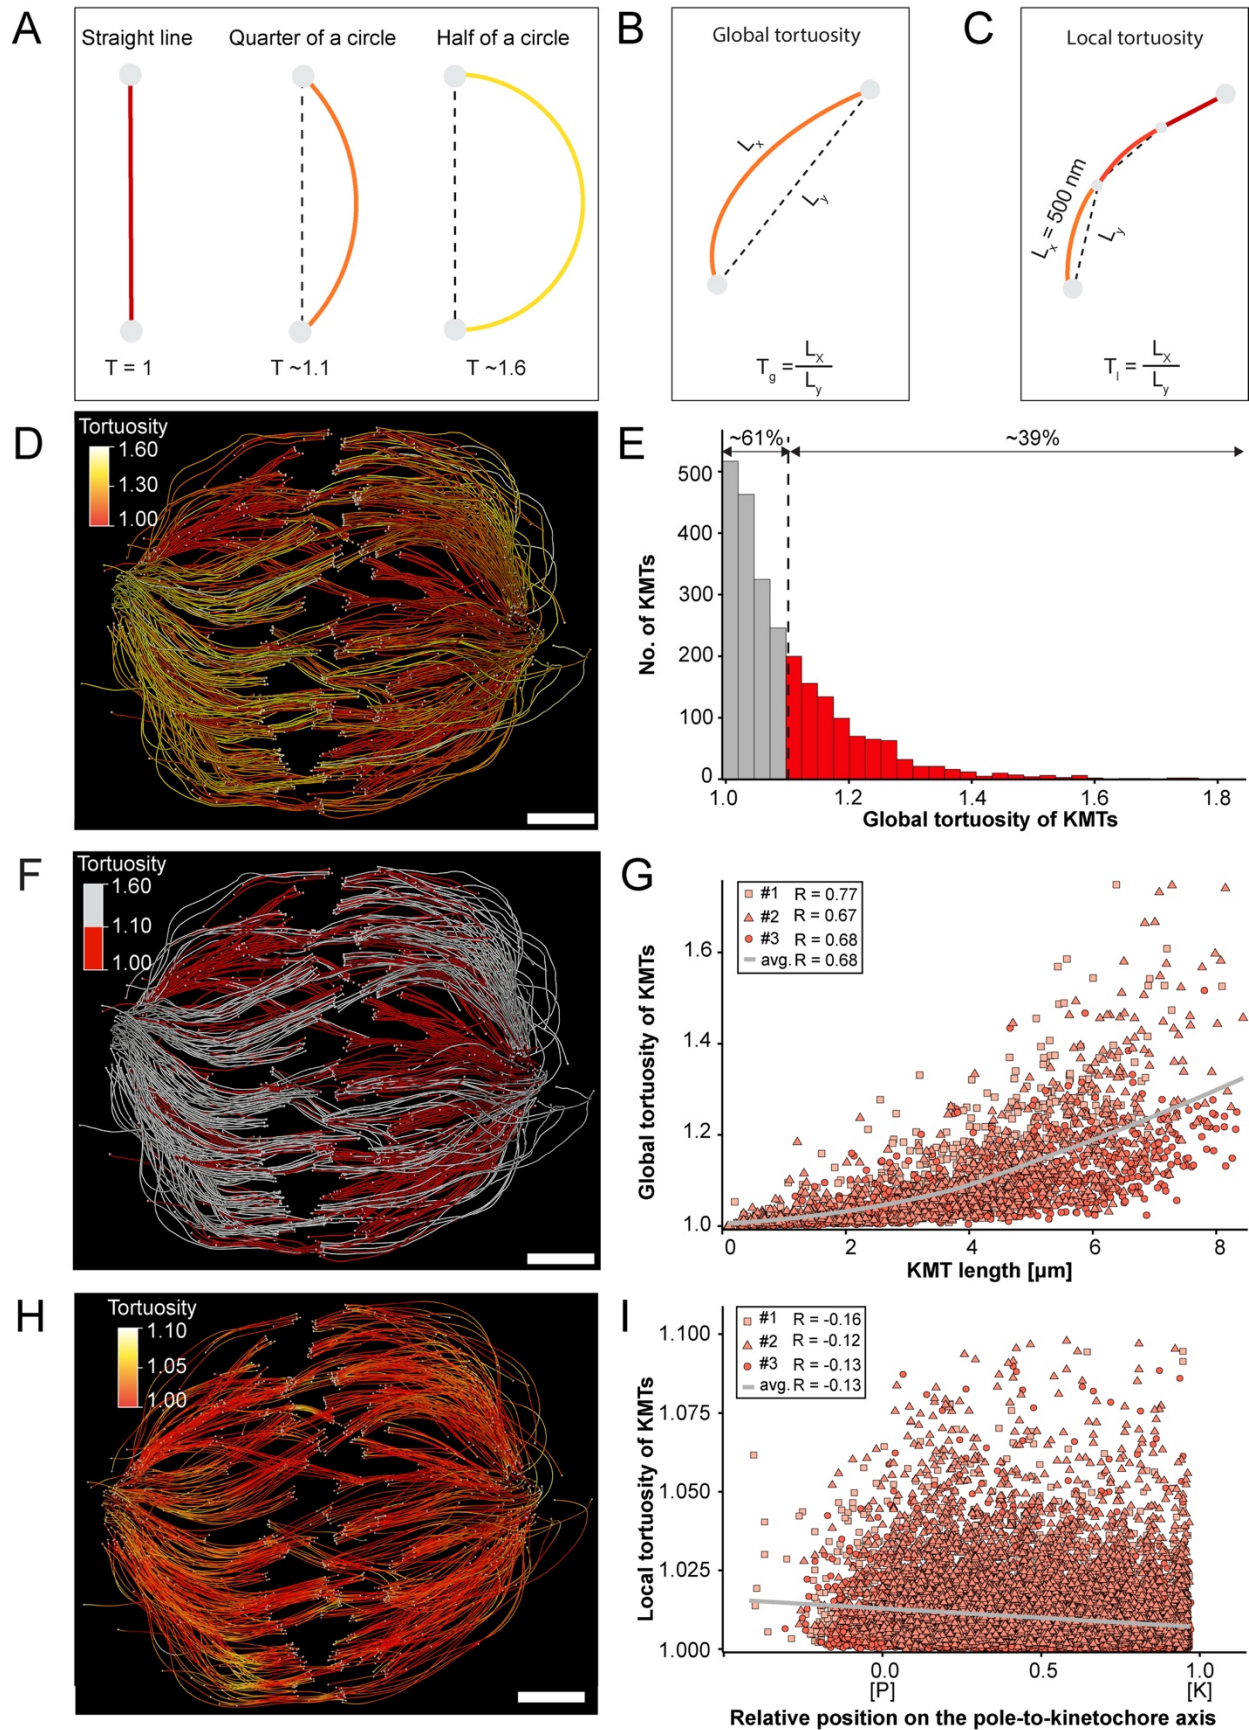 A
Straight line
Quarter of a circle
Half of a circle
T = 1
T ~1.1
T ~1.6
B
Global tortuosity
Lx
Ly
Tg = LX / Ly
C
Local tortuosity
Lx = 500 nm
Ly
Tl = LX / Ly
D
Tortuosity
1.60
1.30
1.00
E
~61%
~39%
No. of KMTs
500
400
300
200
100
0
1.0 1.2 1.4 1.6 1.8
Global tortuosity of KMTs
F
Tortuosity
1.60
1.10
1.00
G
#1 R = 0.77
#2 R = 0.67
#3 R = 0.68
avg. R = 0.68
Global tortuosity of KMTs
1.6
1.4
1.2
1.0
0 2 4 6 8
KMT length [µm]
H
Tortuosity
1.10
1.05
1.00
I
#1 R = -0.16
#2 R = -0.12
#3 R = -0.13
avg. R = -0.13
Local tortuosity of KMTs
1.100
1.075
1.050
1.025
1.000
0.0 0.5 1.0
[P] [K]
Relative position on the pole-to-kinetochore axis